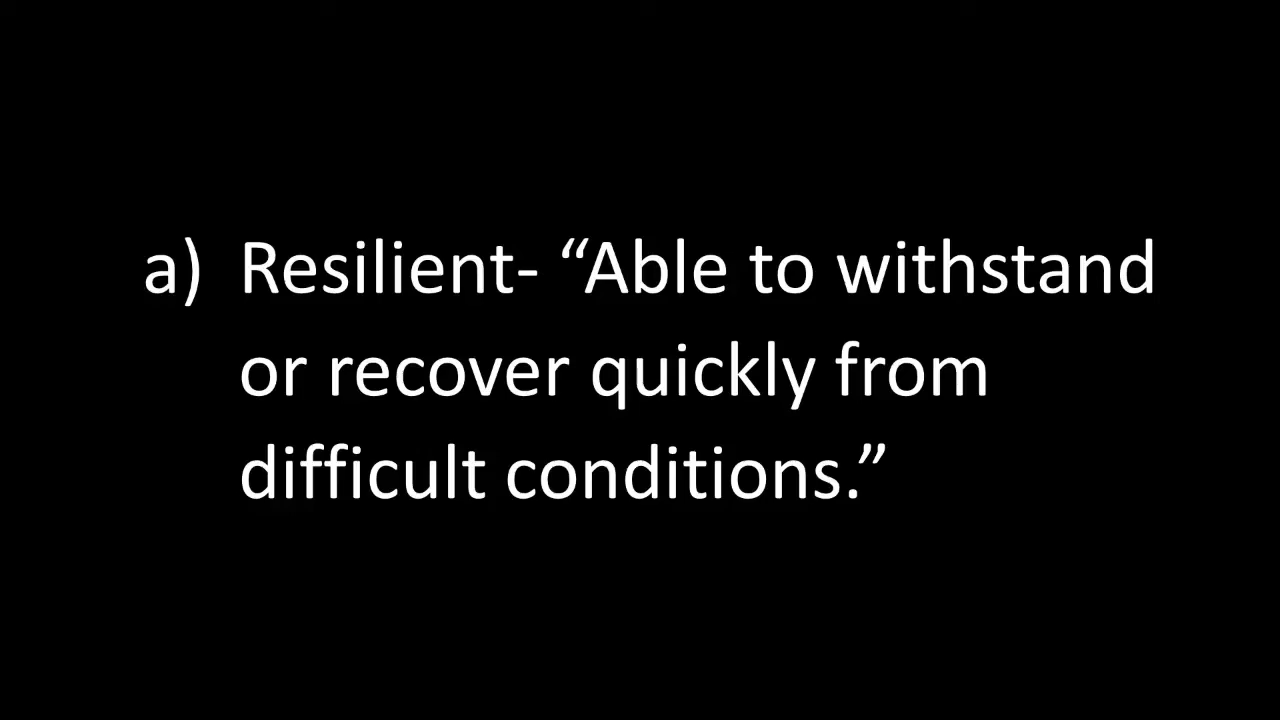 a) Resilient- “Able to withstand
or recover quickly from
difficult conditions.”